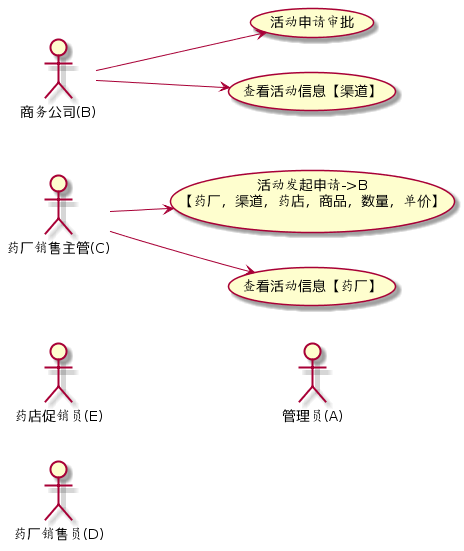 活动申请审批
商务公司(B)
查看活动信息【渠道】
活动发起申请->B
【药厂，渠道，药店，商品，数量，单价】
药厂销售主管(C)
查看活动信息【药厂】
药店促销员(E)
管理员(A)
药厂销售员(D)